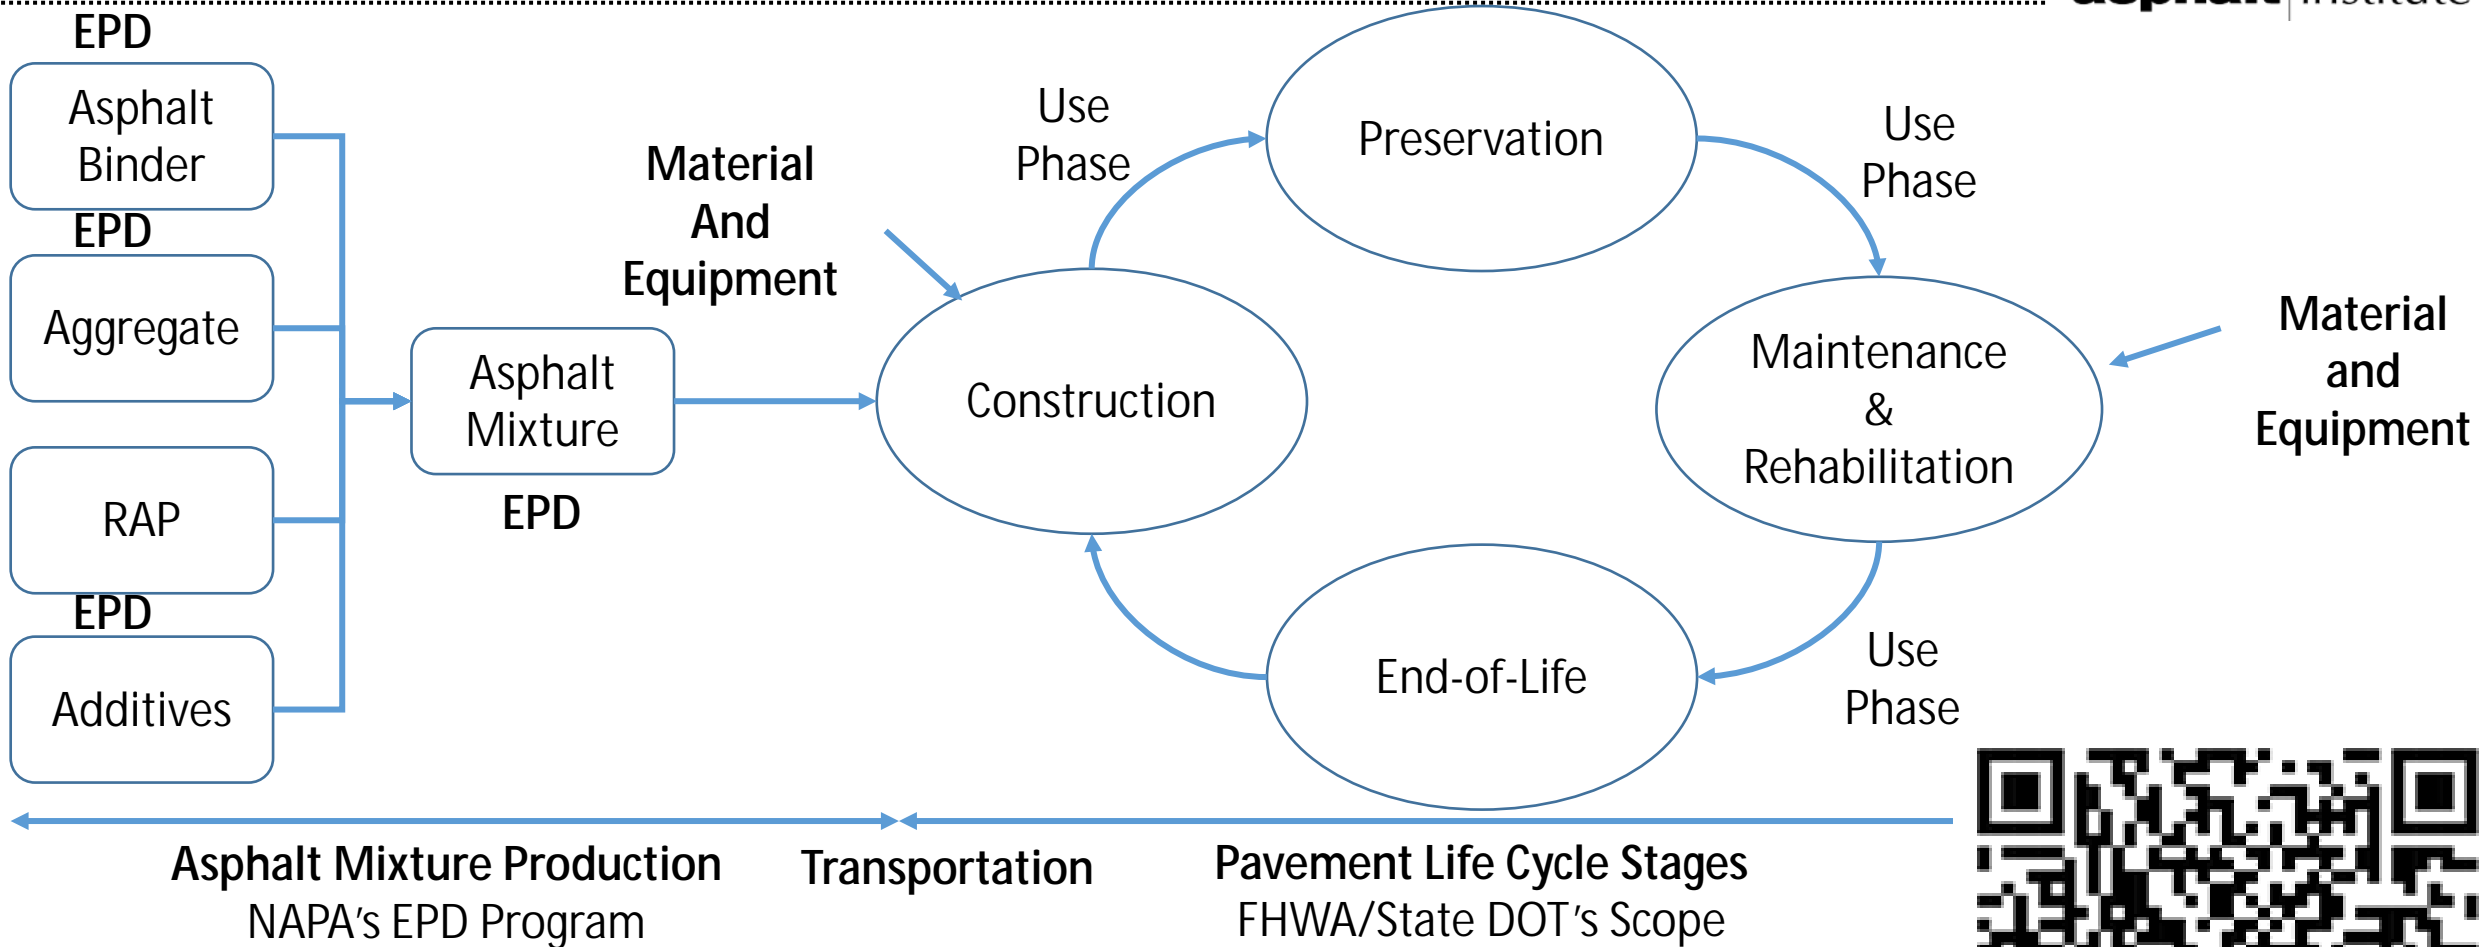 asphalt institute
EPD
Asphalt
Binder
EPD
Aggregate
RAP
EPD
Additives
Asphalt
Mixture
EPD
Material
And
Equipment
Construction
Use
Phase
Preservation
Use
Phase
Maintenance
&
Rehabilitation
Material
and
Equipment
Use
Phase
End-of-Life
Asphalt Mixture Production
NAPA's EPD Program
Transportation
Pavement Life Cycle Stages
FHWA/State DOT's Scope